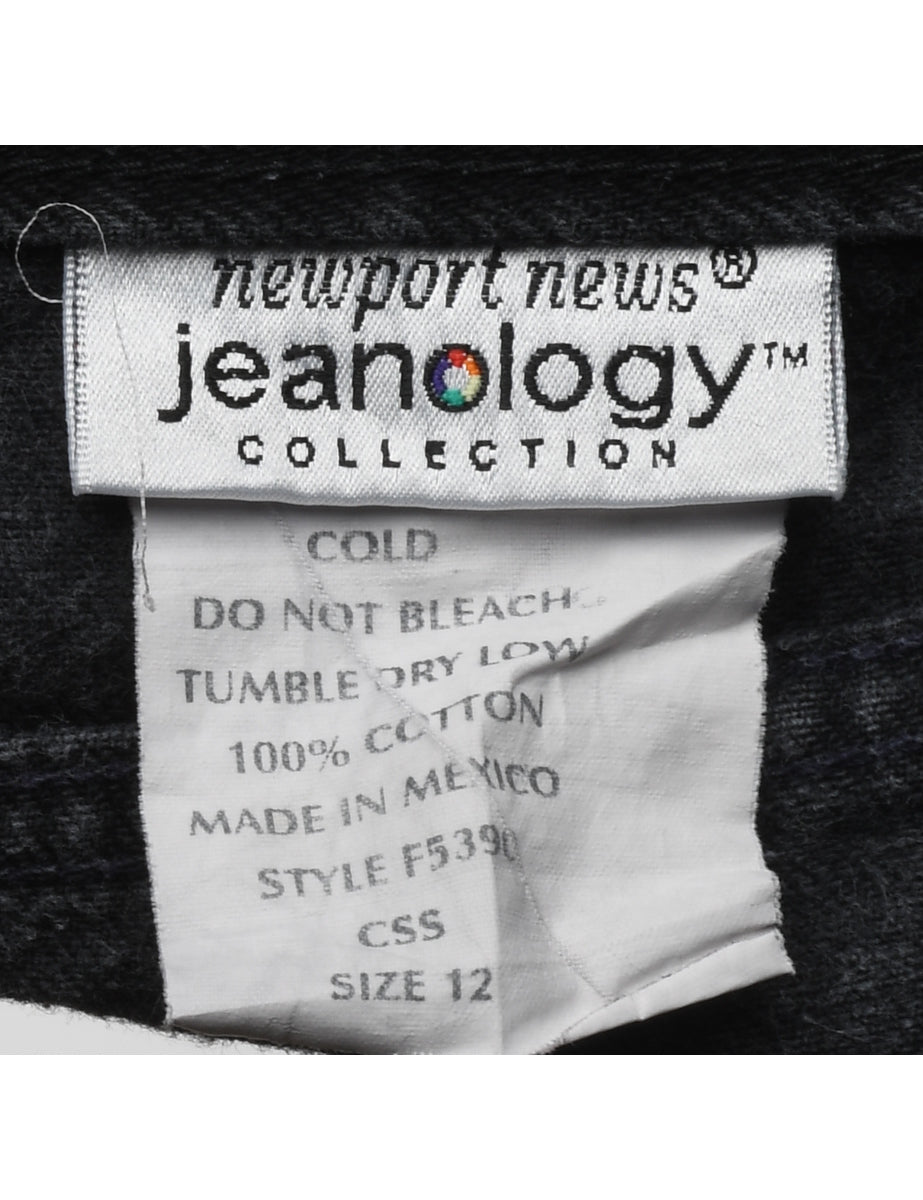 newport news®
jeanology™
COLLECTION
COLD
DO NOT BLEACH
TUMBLE DRY LOW
100% COTTON
MADE IN MEXICO
STYLE F5390
CSS
SIZE 12